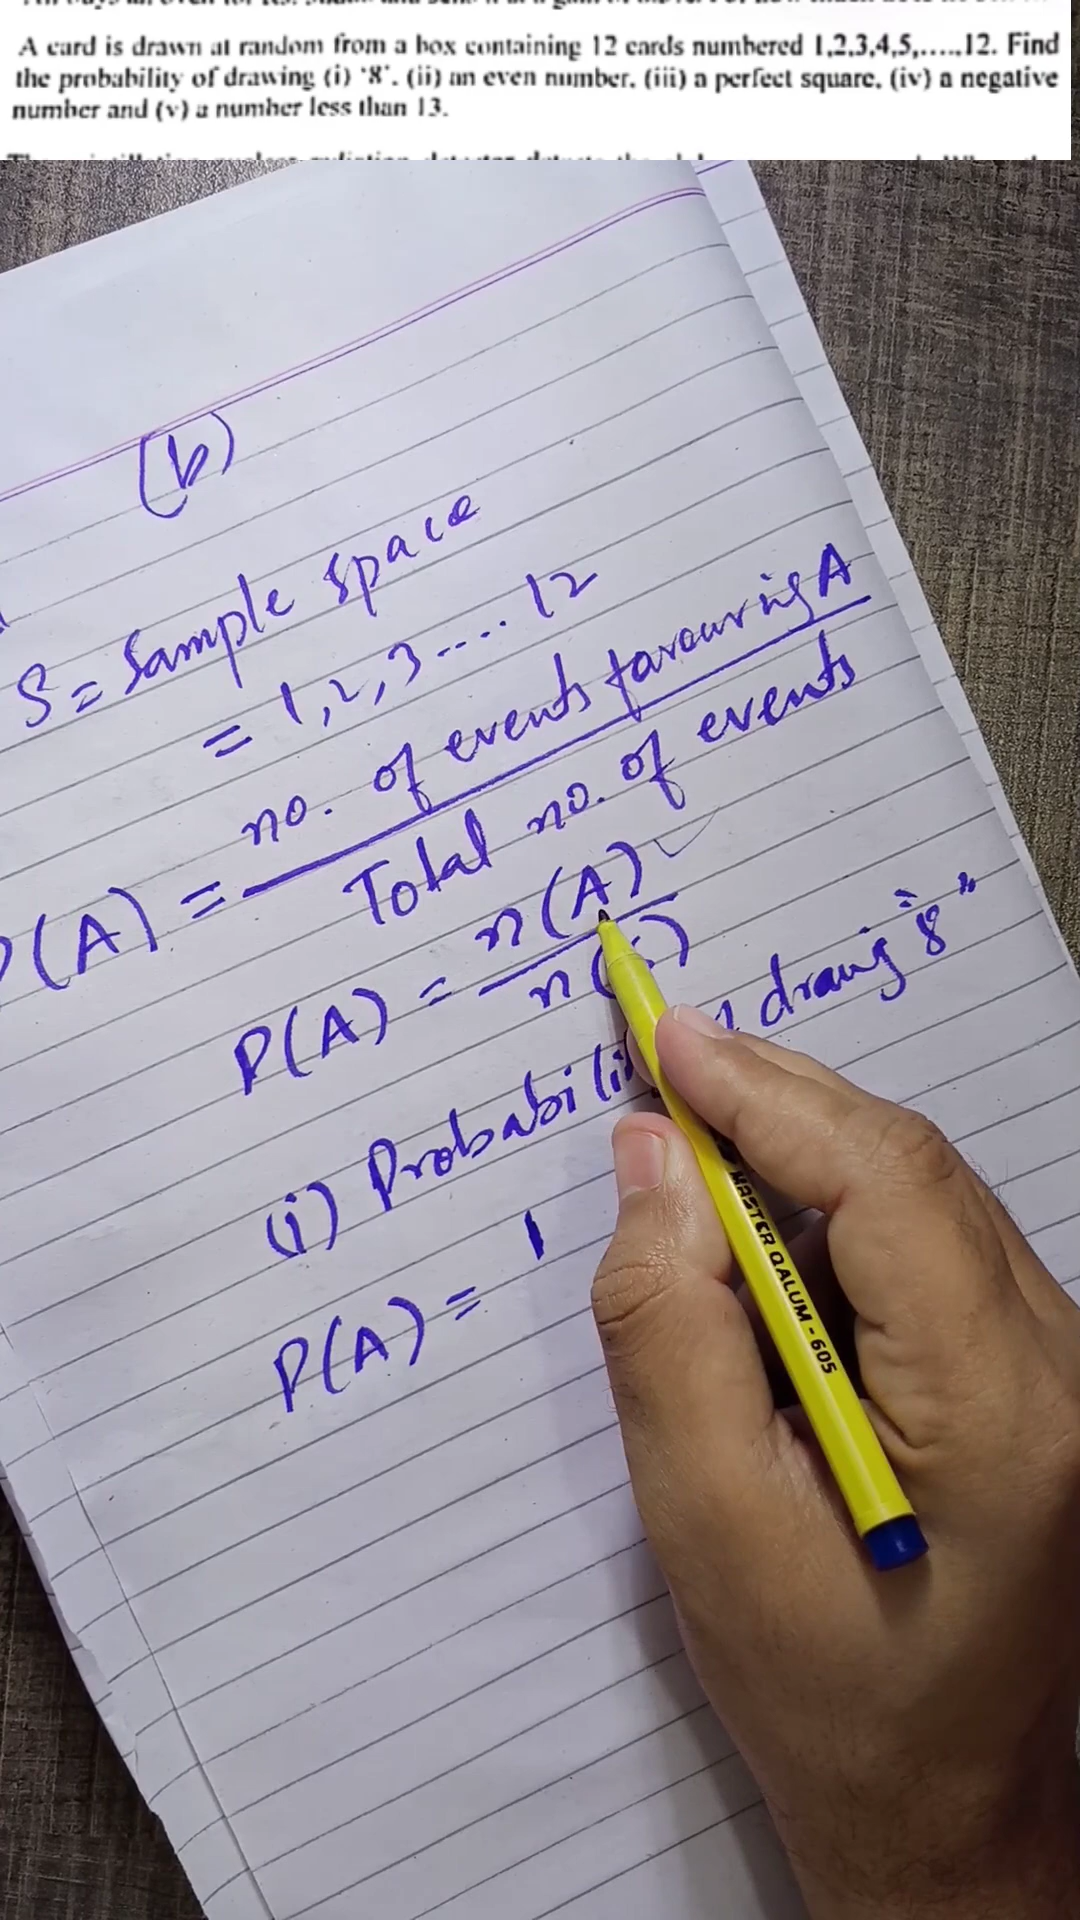 A card is drawn at random from a box containing 12 cards numbered 1,2,3,4,5,.....12. Find
the probability of drawing (i) '8'. (ii) an even number. (iii) a perfect square. (iv) a negative
number and (v) a number less than 13.
(b)
S = Sample space
= 1, 2, 3 .... 12
no. of events favouring A
P(A) =
Total no. of events
n(A)
P(A) =
n(
)
(i) Probabili
drawig "8"
P(A) = 1
MASTER QALUM - 605